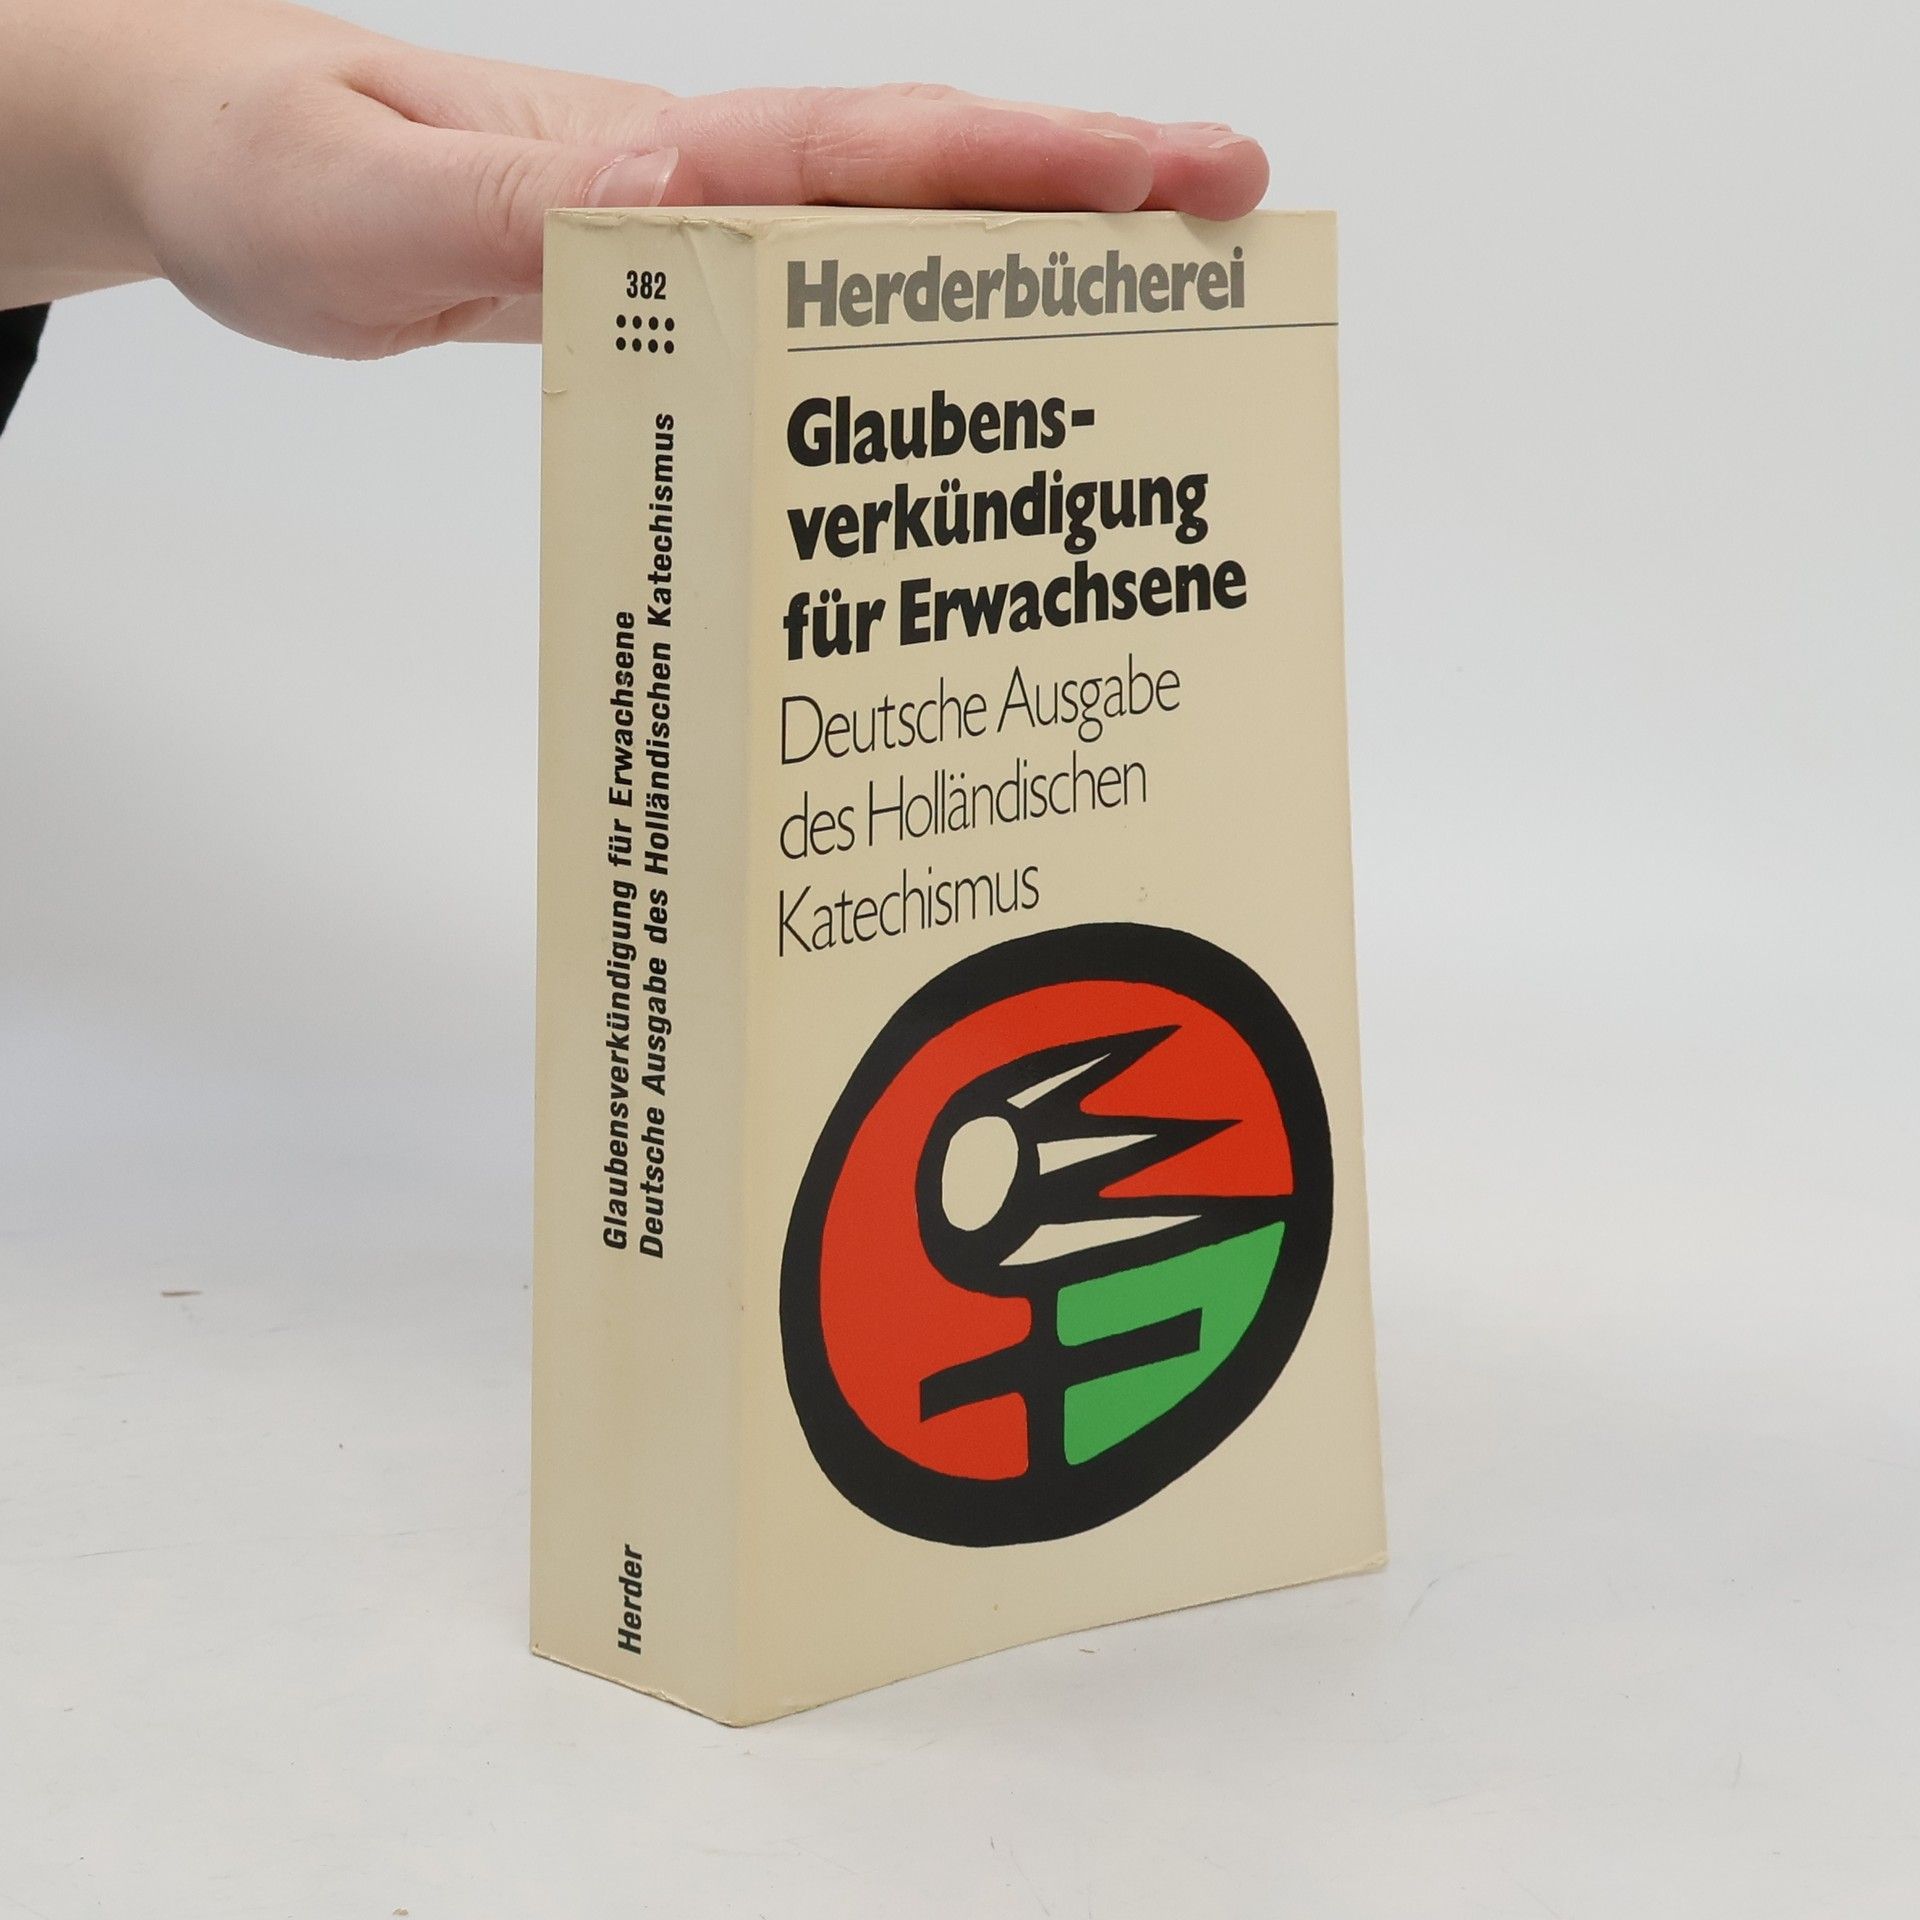 382
Glaubensverkündigung für Erwachsene
Deutsche Ausgabe des Holländischen Katechismus
Herder
Herderbücherei
Glaubens-
verkündigung
für Erwachsene
Deutsche Ausgabe
des Holländischen
Katechismus